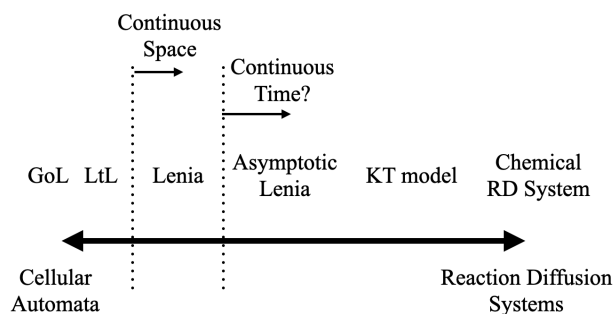 Continuous
Space
Continuous
Time?
GoL LtL Lenia Asymptotic
Lenia KT model Chemical
RD System
Cellular
Automata
Reaction Diffusion
Systems